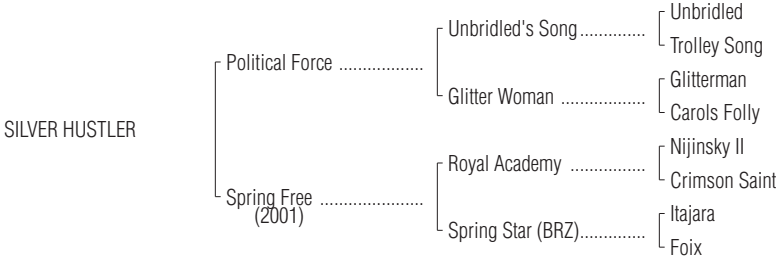 Unbridled
Unbridled's Song..............
Trolley Song
Political Force ..................
Glitterman
Glitter Woman ..................
Carols Folly
SILVER HUSTLER
Nijinsky II
Royal Academy ................
Crimson Saint
Spring Free ......................
(2001)
Itajara
Spring Star (BRZ)..............
Foix